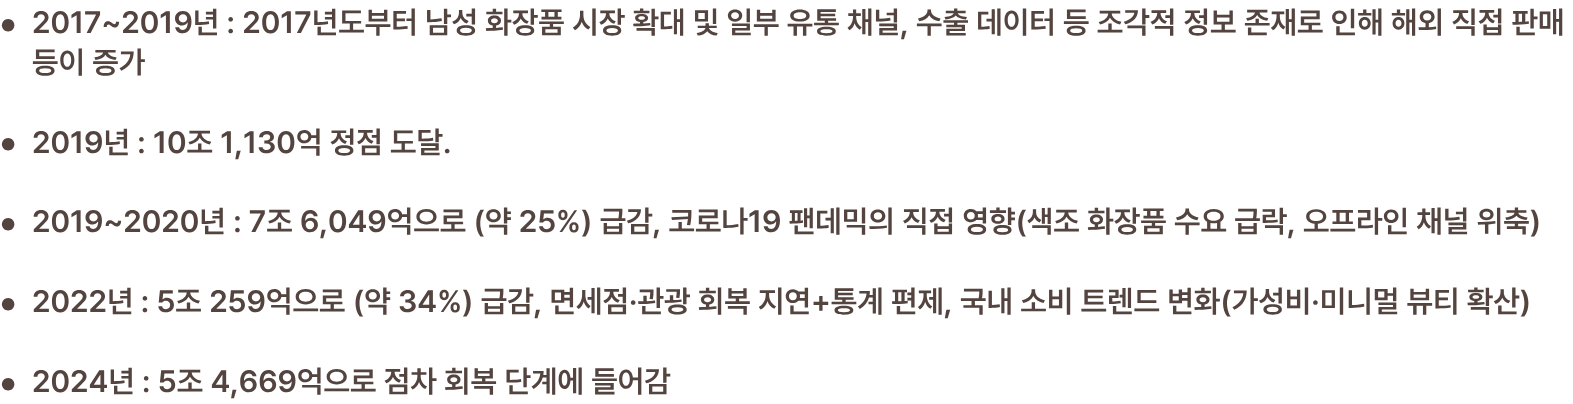 ● 2017~2019년 : 2017년도부터 남성 화장품 시장 확대 및 일부 유통 채널, 수출 데이터 등 조각적 정보 존재로 인해 해외 직접 판매
등이 증가
● 2019년 : 10조 1,130억 정점 도달.
● 2019~2020년 : 7조 6,049억으로 (약 25%) 급감, 코로나19 팬데믹의 직접 영향(색조 화장품 수요 급락, 오프라인 채널 위축)
● 2022년 : 5조 259억으로 (약 34%) 급감, 면세점·관광 회복 지연+통계 편제, 국내 소비 트렌드 변화(가성비·미니멀 뷰티 확산)
● 2024년 : 5조 4,669억으로 점차 회복 단계에 들어감